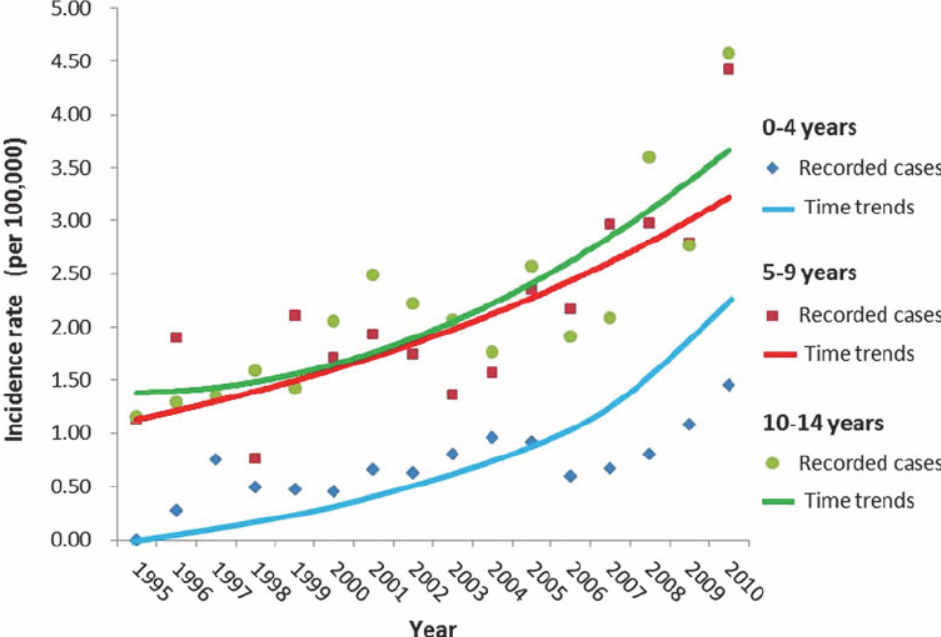 5.00
4.50
4.00
3.50
3.00
2.50
2.00
1.50
1.00
0.50
0.00
Incidence rate (per 100,000)
1995
1996
1997
1998
1999
2000
2001
2002
2003
2004
2005
2006
2007
2008
2009
2010
Year
0-4 years
Recorded cases
Time trends
5-9 years
Recorded cases
Time trends
10-14 years
Recorded cases
Time trends